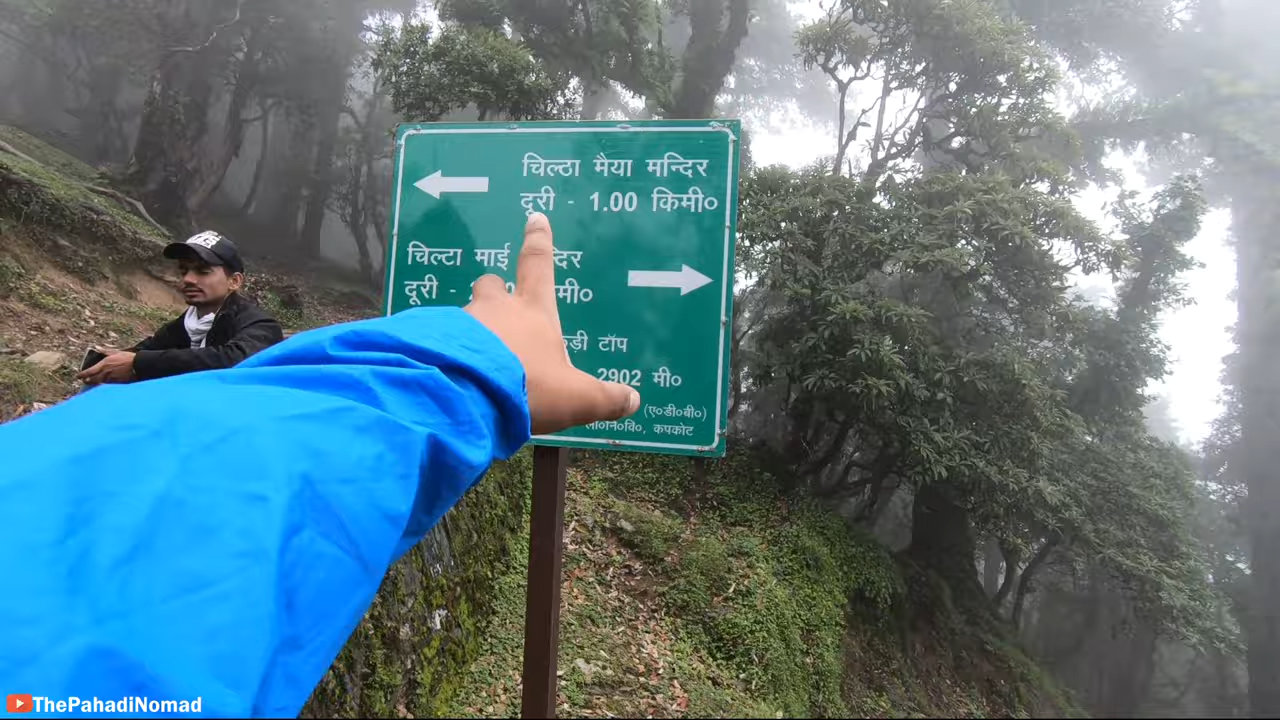 चिल्ठा मैया मन्दिर
दूरी - 1.00 किमी०
चिल्टा माई
दूरी -
टॉप
2902 मी०
(ए०डी०बी०)
कपकोट
ThePahadiNomad